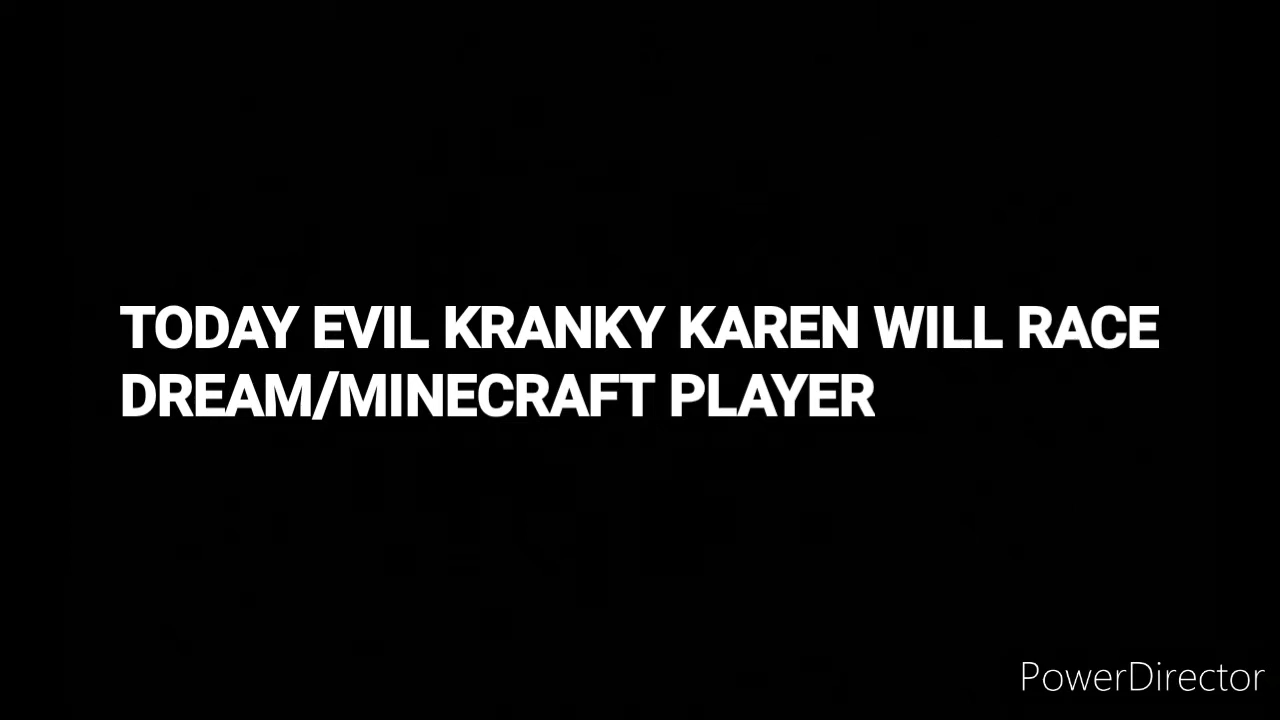 TODAY EVIL KRANKY KAREN WILL RACE
DREAM/MINECRAFT PLAYER
PowerDirector